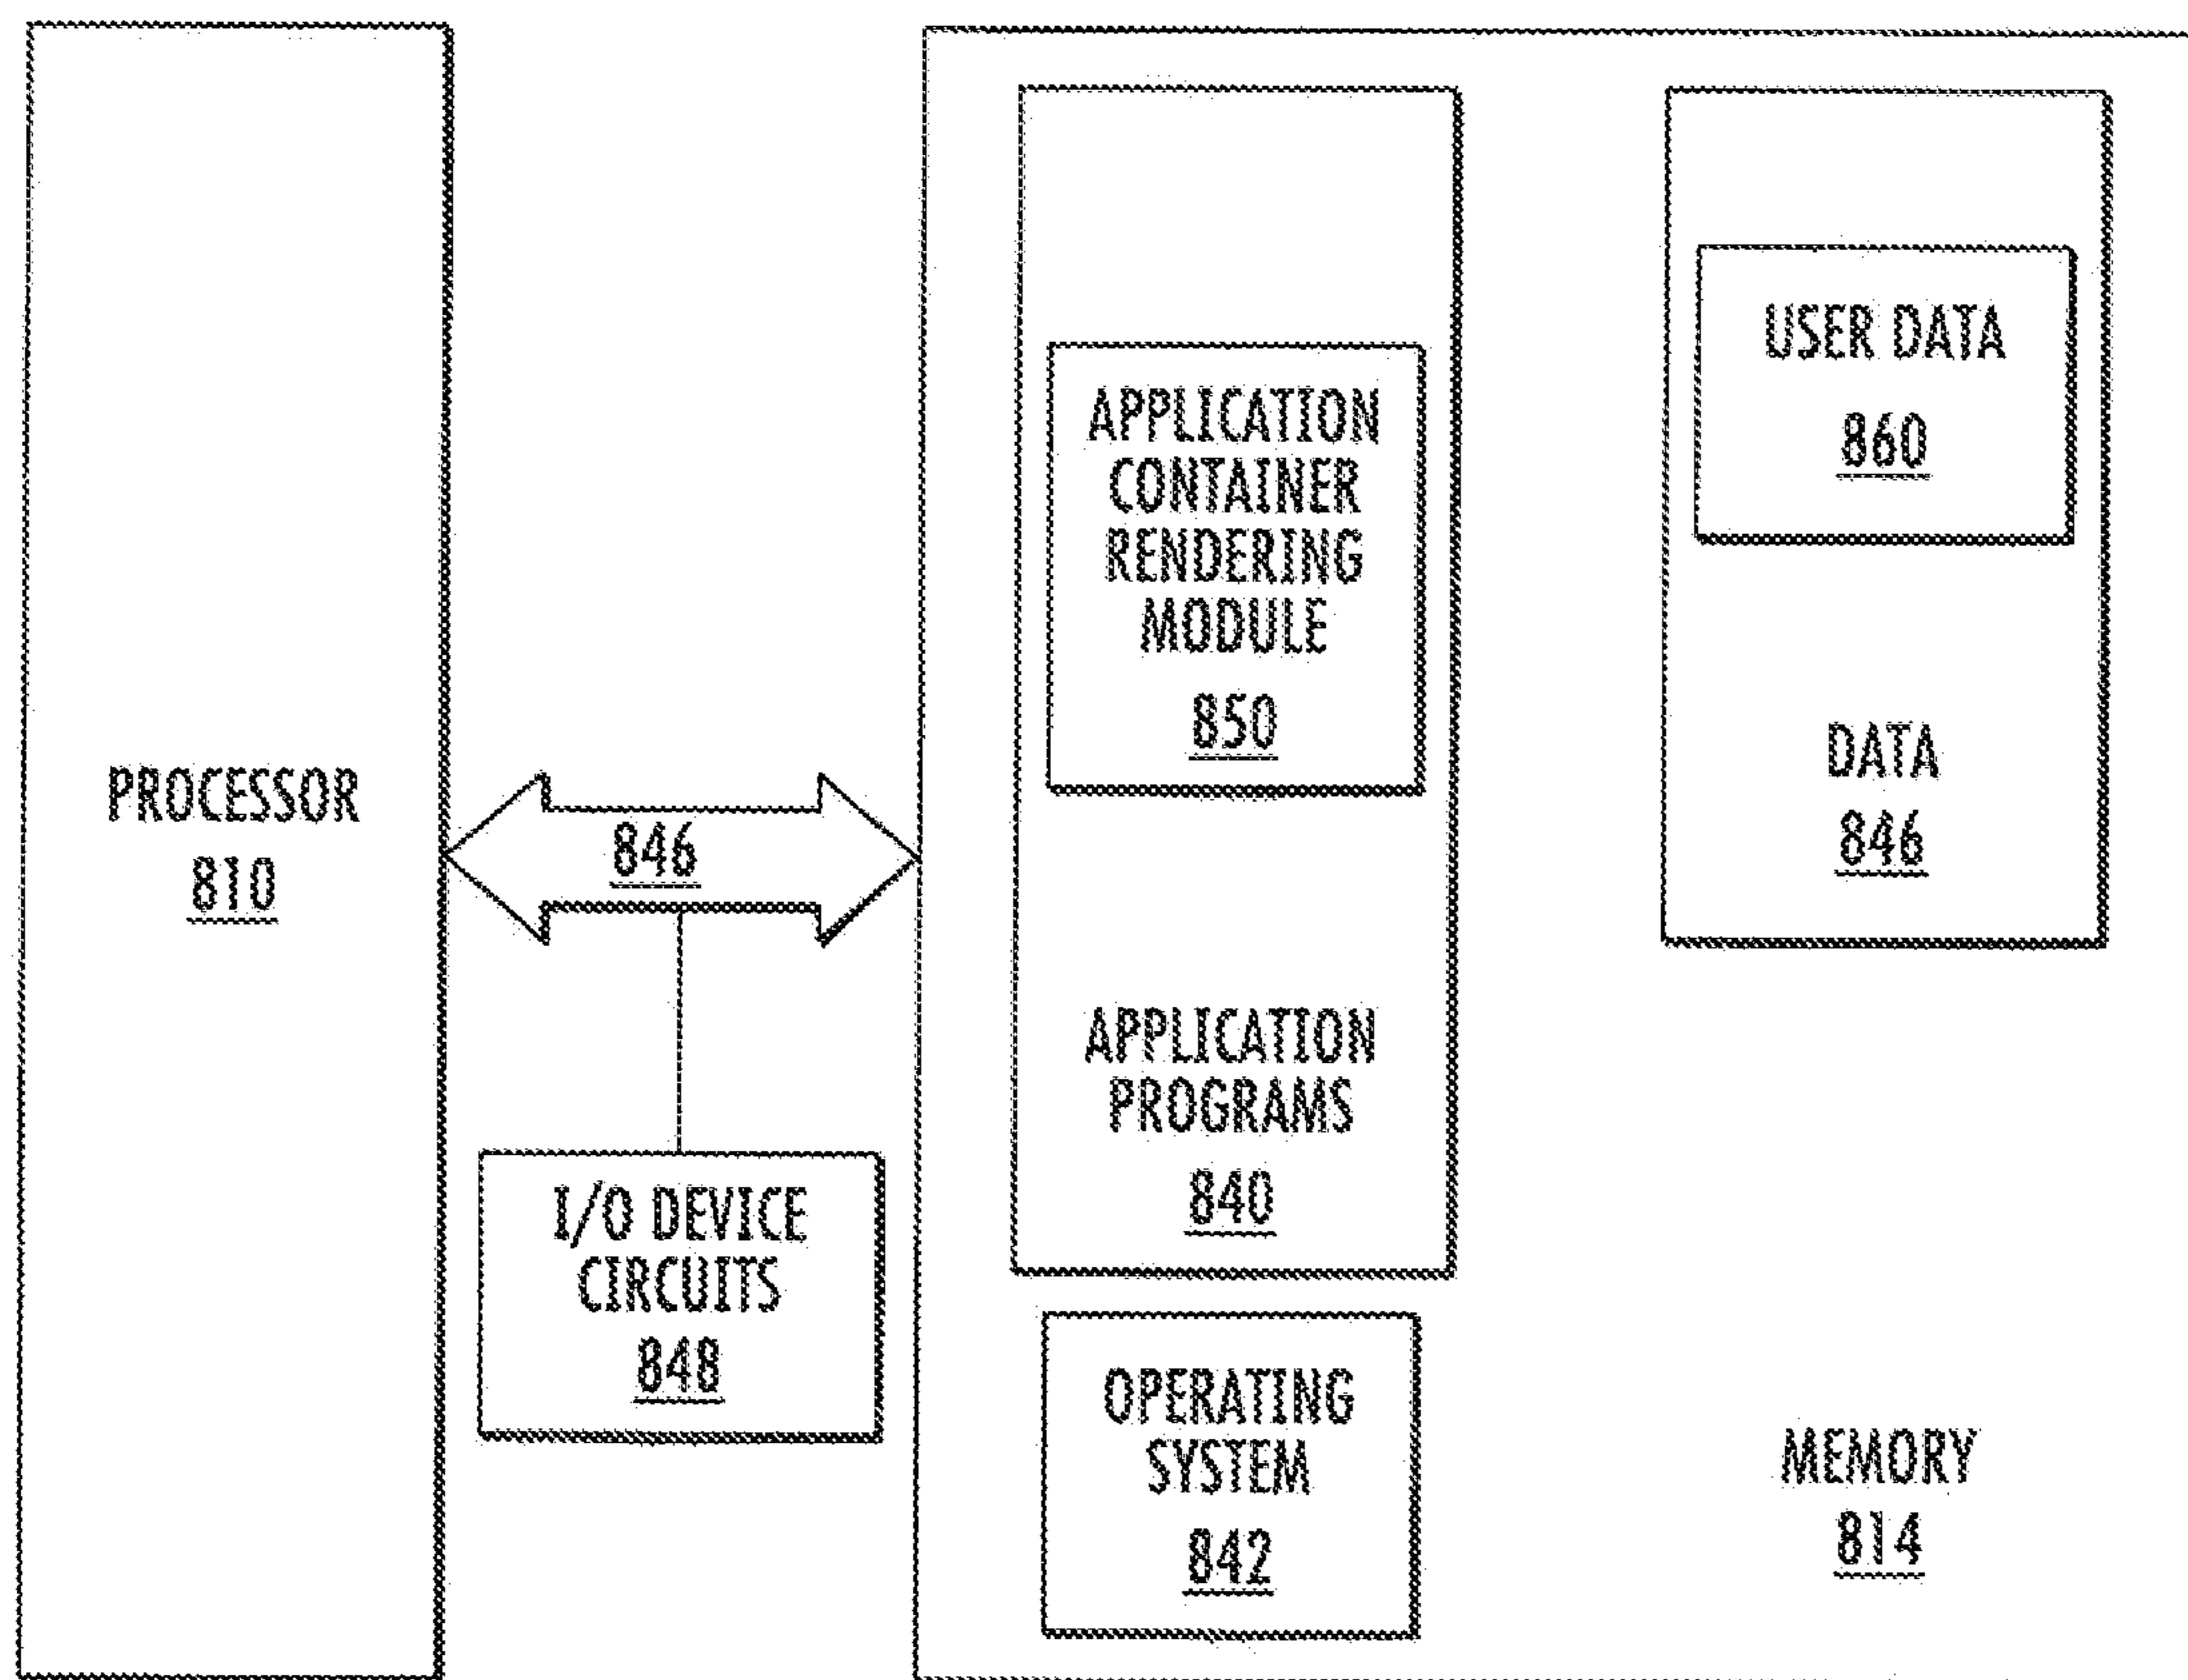 PROCESSOR
810
846
I/O DEVICE
CIRCUITS
848
APPLICATION
CONTAINER
RENDERING
MODULE
850
APPLICATION
PROGRAMS
840
OPERATING
SYSTEM
842
USER DATA
860
DATA
846
MEMORY
814